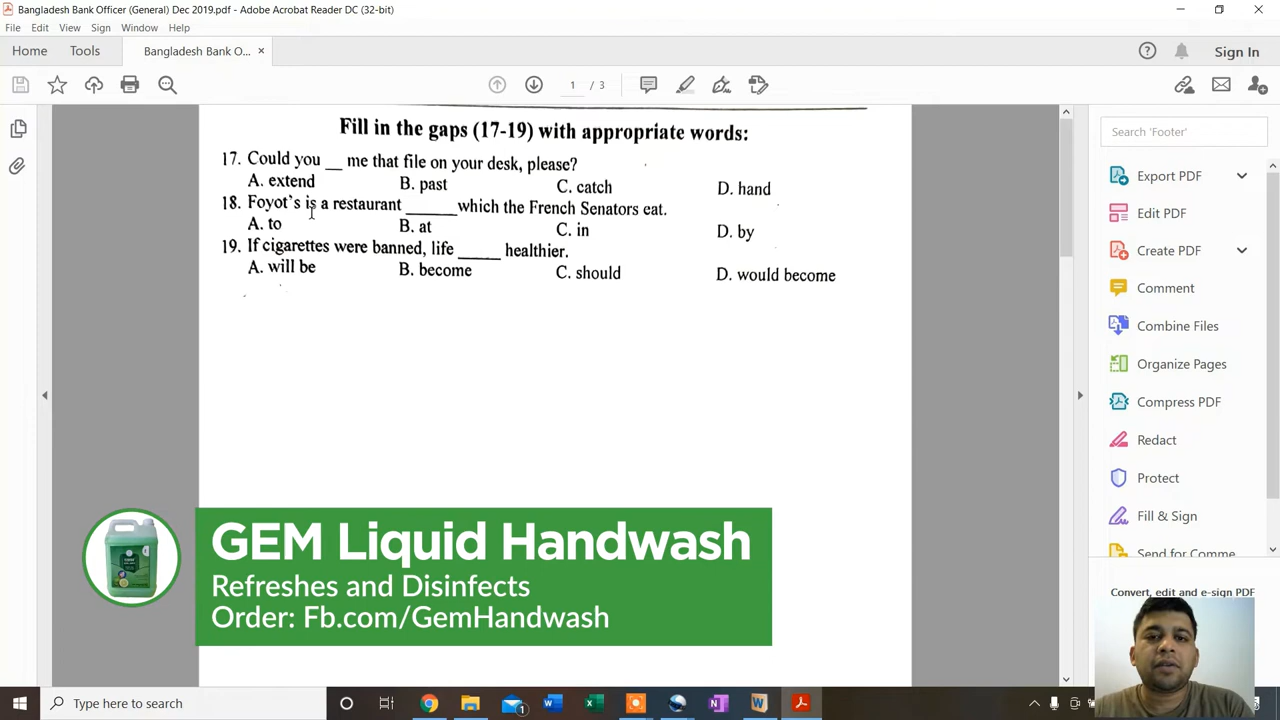 Bangladesh Bank Officer (General) Dec 2019.pdf - Adobe Acrobat Reader DC (32-bit)
File Edit View Sign Window Help
Home Tools Bangladesh Bank O... × Sign In
1 / 3
Fill in the gaps (17-19) with appropriate words:
17. Could you __ me that file on your desk, please?
A. extend B. past C. catch D. hand
18. Foyot's is a restaurant _____ which the French Senators eat.
A. to B. at C. in D. by
19. If cigarettes were banned, life _____ healthier.
A. will be B. become C. should D. would become
Search 'Footer'
Export PDF
Edit PDF
Create PDF
Comment
Combine Files
Organize Pages
Compress PDF
Redact
Protect
Fill & Sign
Send for Comme
Convert, edit and e-sign PDF
GEM Liquid Handwash
Refreshes and Disinfects
Order: Fb.com/GemHandwash
Type here to search